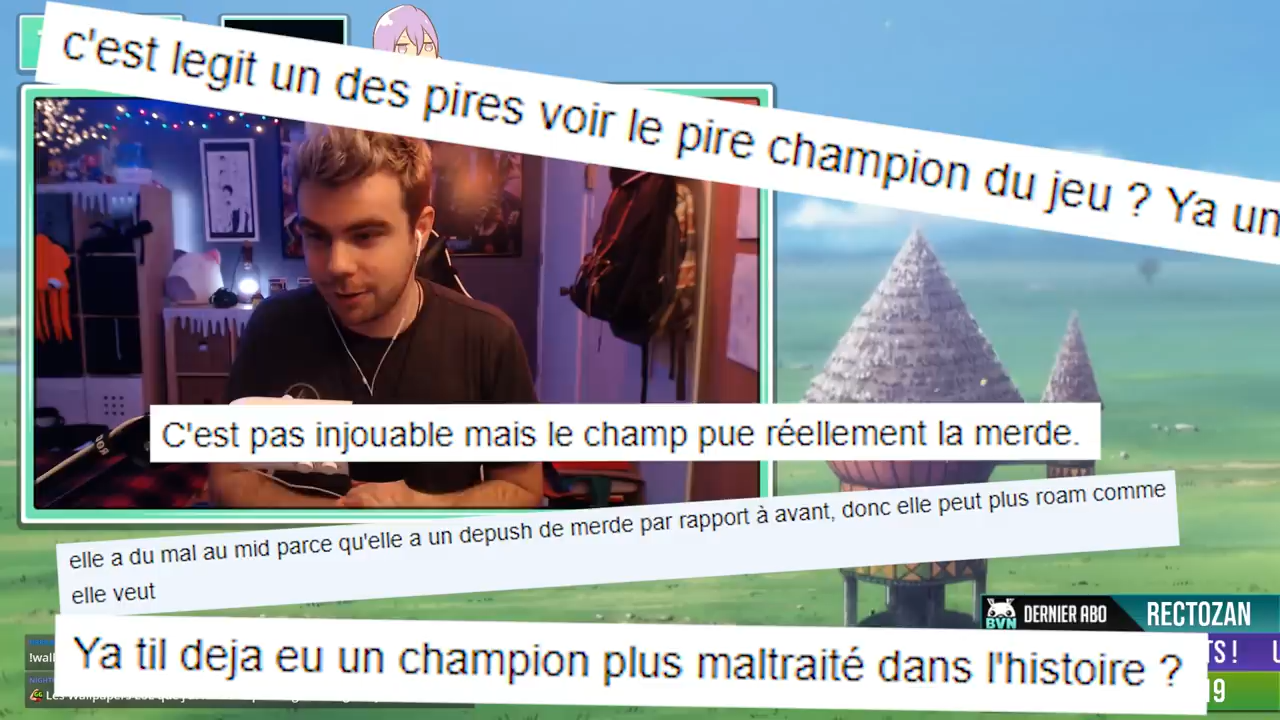 c'est legit un des pires voir le pire champion du jeu ? Ya un
C'est pas injouable mais le champ pue réellement la merde.
elle a du mal au mid parce qu'elle a un depush de merde par rapport à avant, donc elle peut plus roam comme
elle veut
BVN DERNIER ABO RECTOZAN
Ya til deja eu un champion plus maltraité dans l'histoire ?